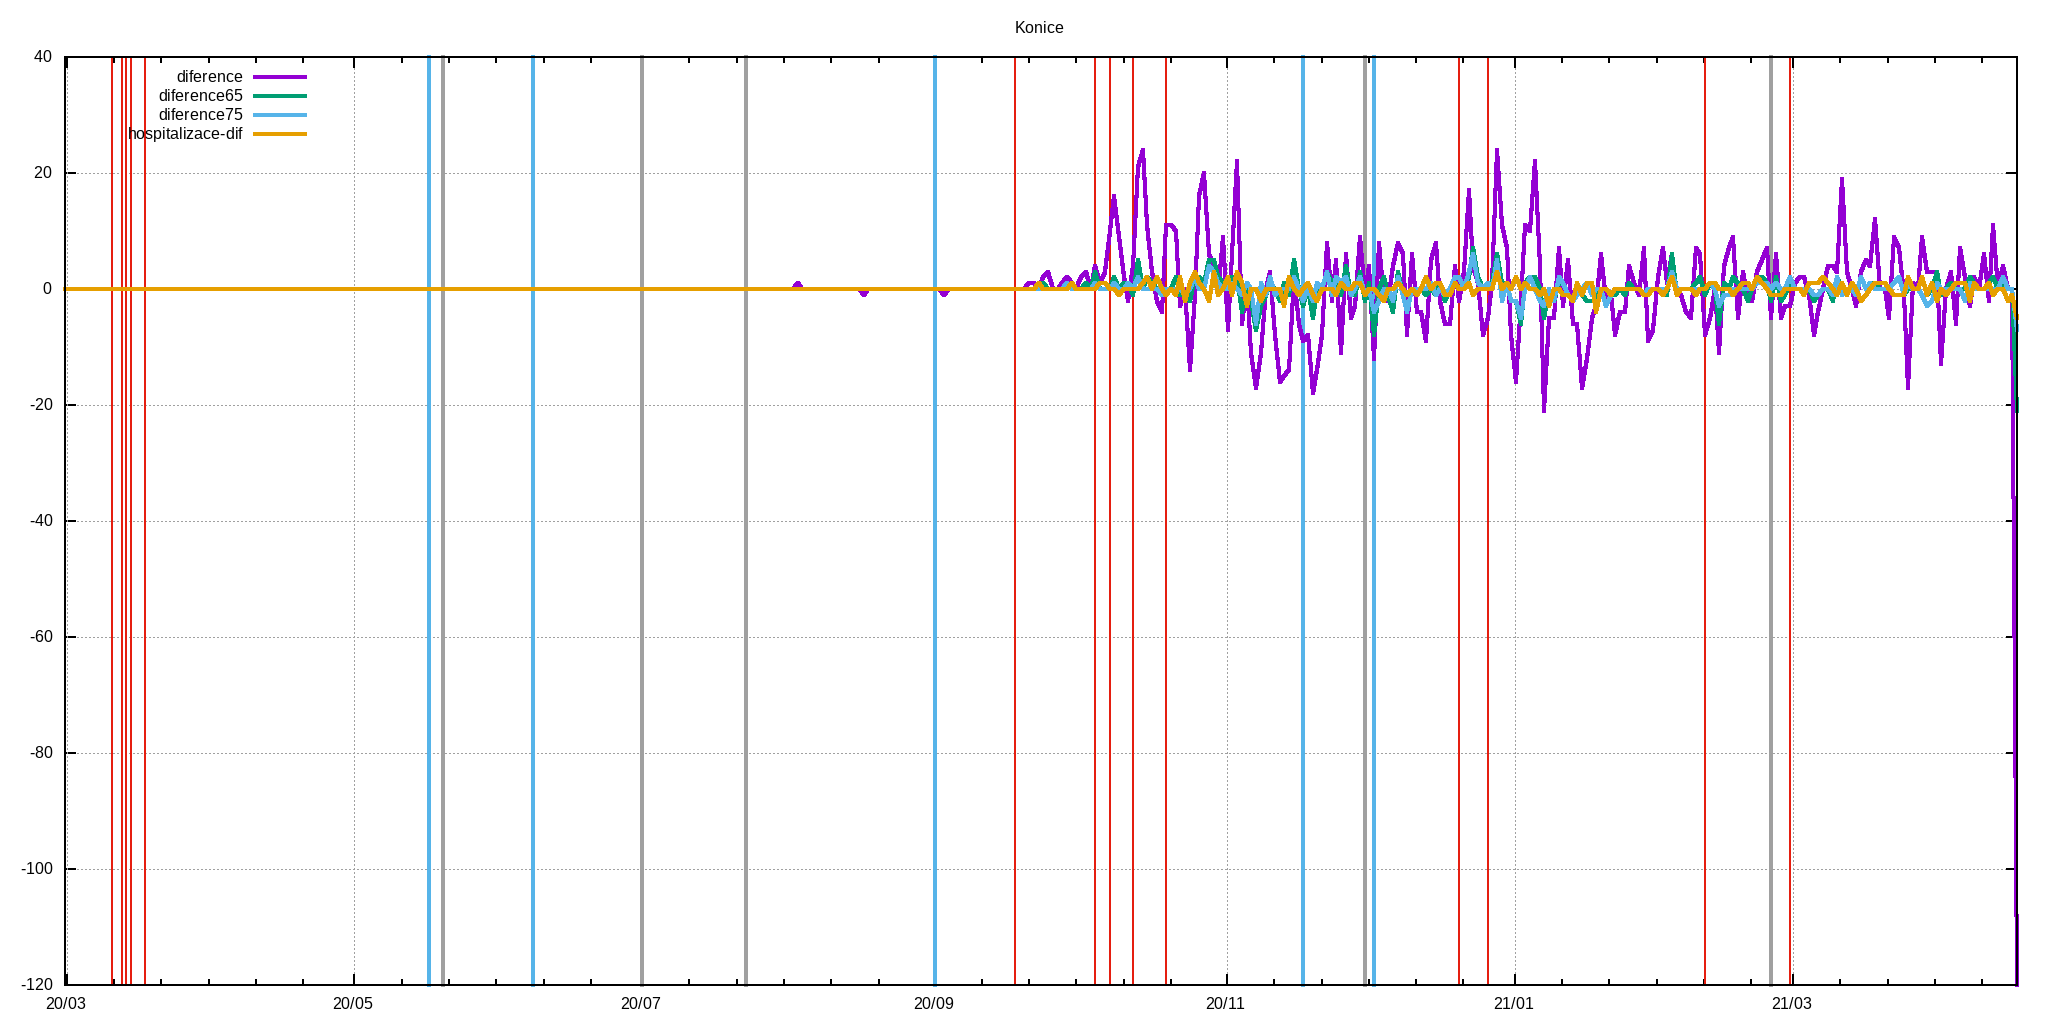 Konice
40
20
0
-20
-40
-60
-80
-100
-120
diference
diference65
diference75
hospitalizace-dif
20/03 20/05 20/07 20/09 20/11 21/01 21/03